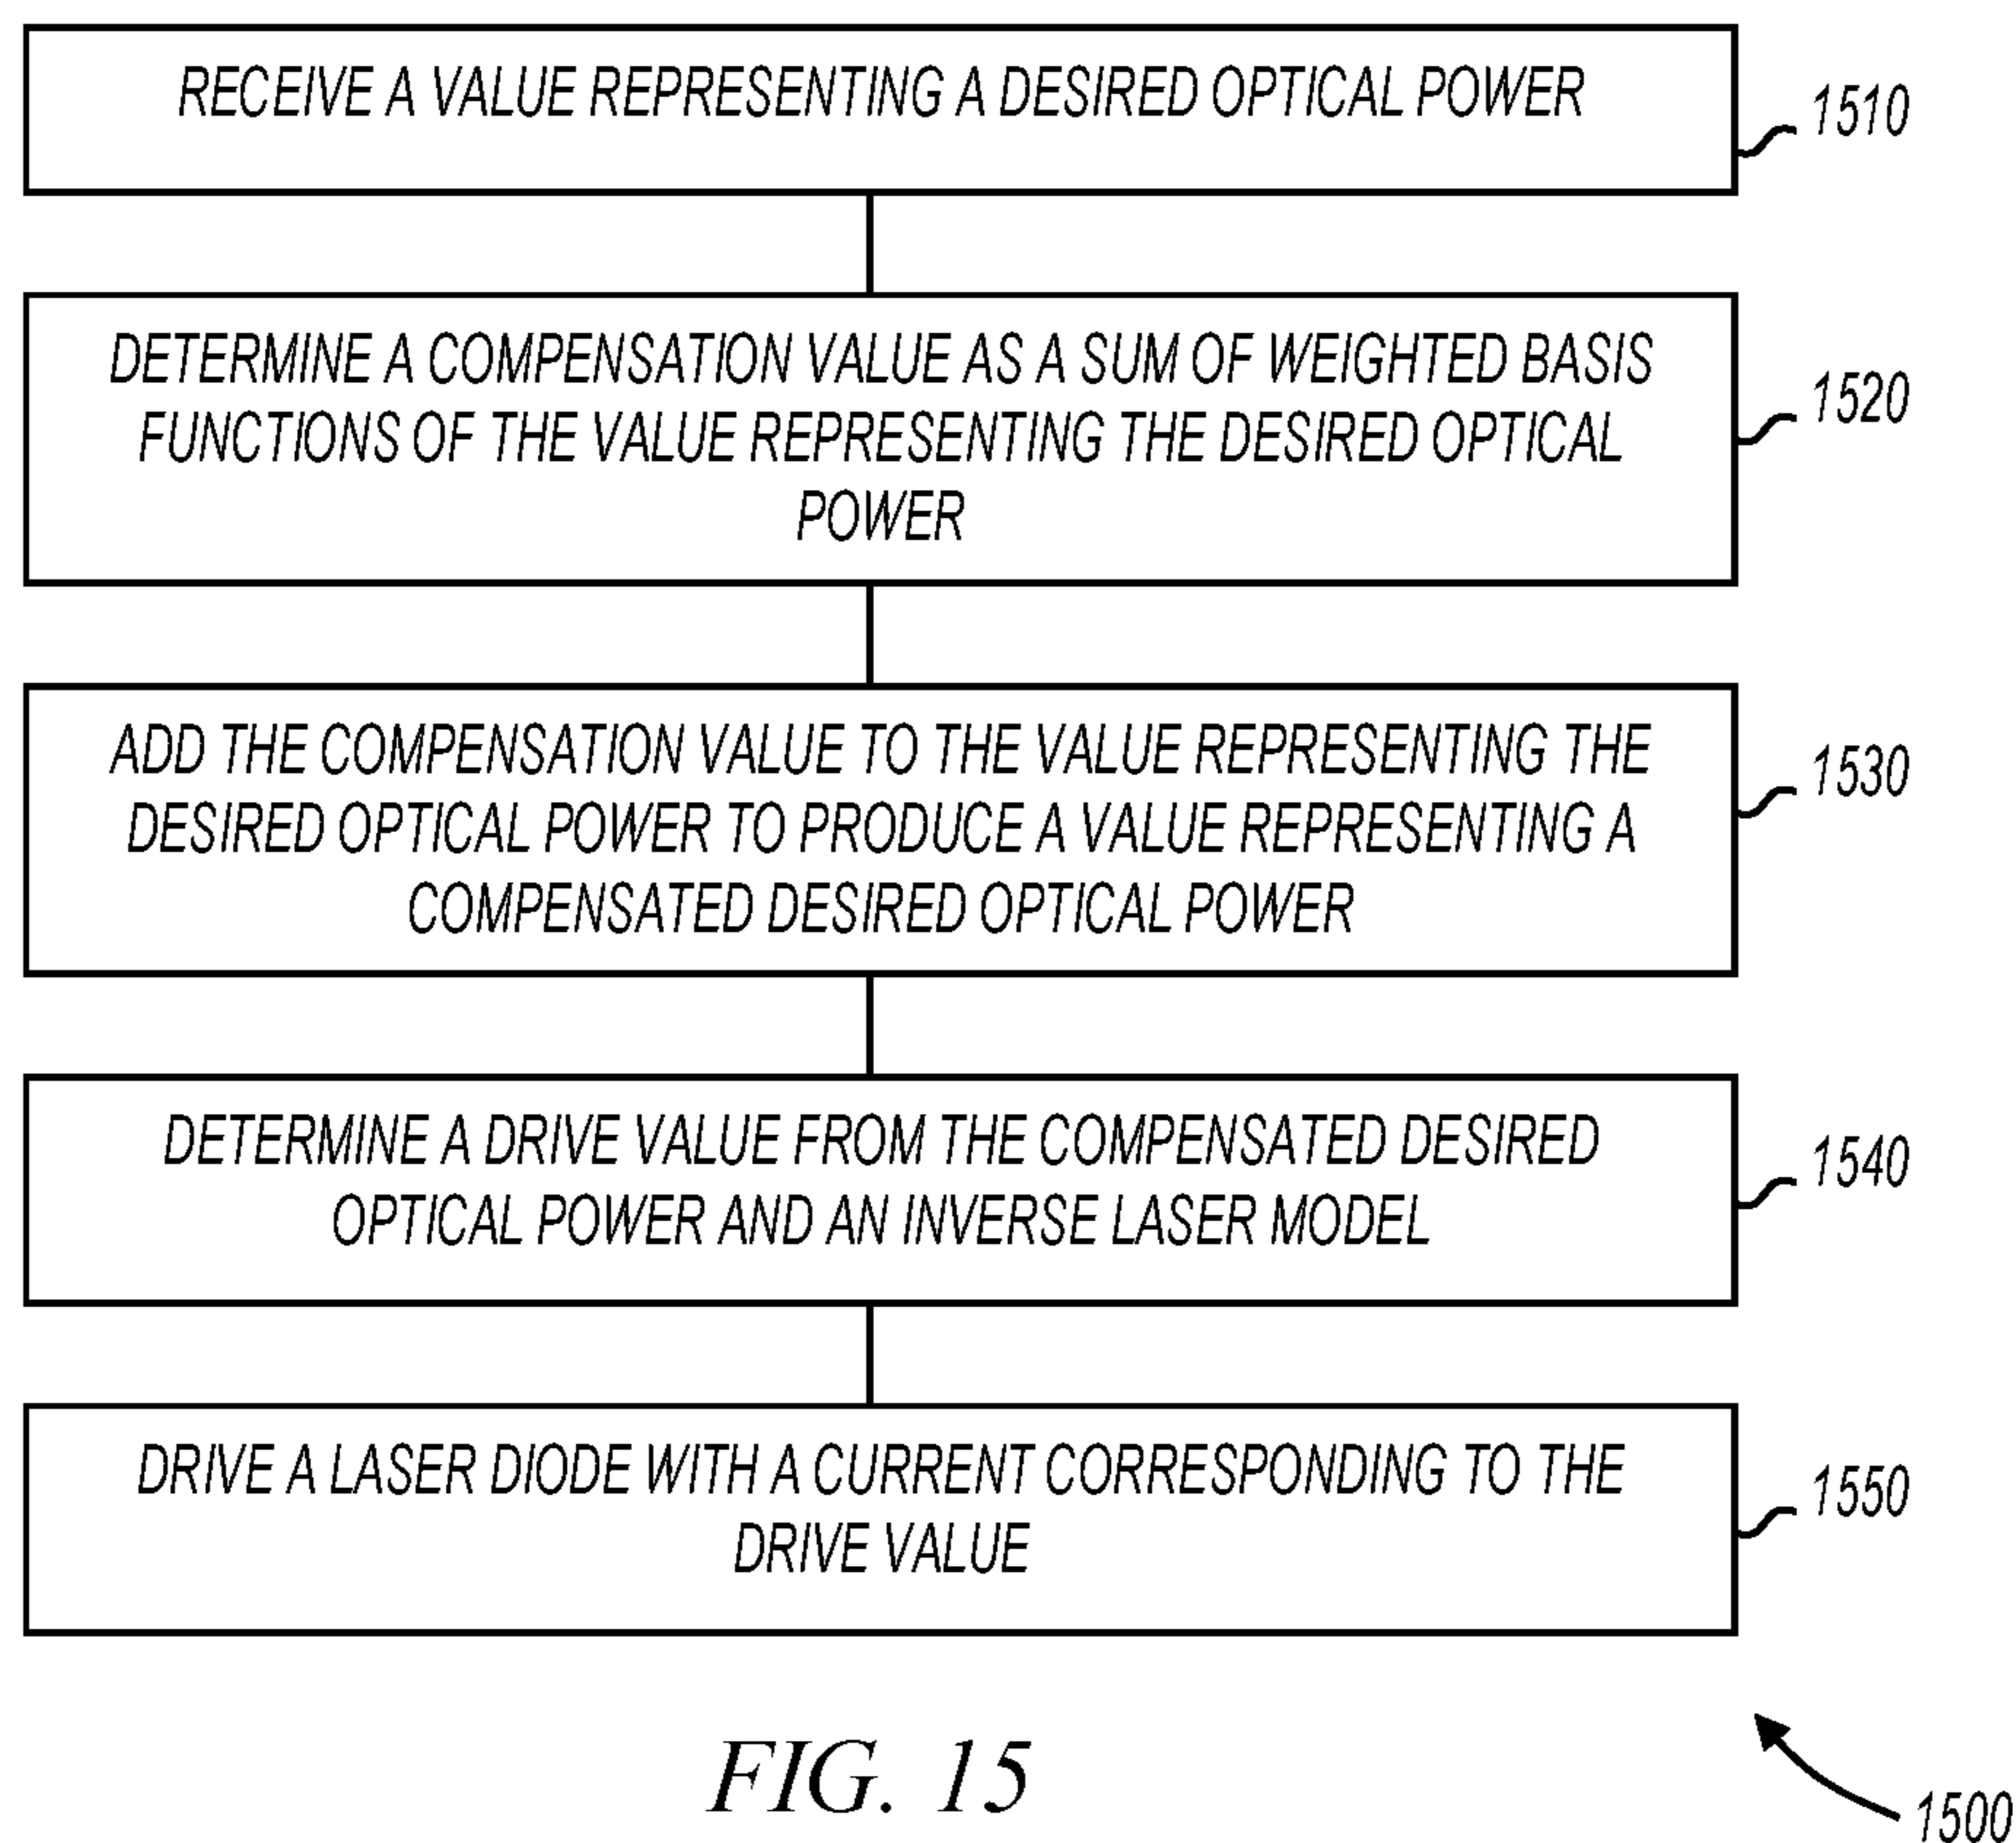 RECEIVE A VALUE REPRESENTING A DESIRED OPTICAL POWER
1510
DETERMINE A COMPENSATION VALUE AS A SUM OF WEIGHTED BASIS
FUNCTIONS OF THE VALUE REPRESENTING THE DESIRED OPTICAL
POWER
1520
ADD THE COMPENSATION VALUE TO THE VALUE REPRESENTING THE
DESIRED OPTICAL POWER TO PRODUCE A VALUE REPRESENTING A
COMPENSATED DESIRED OPTICAL POWER
1530
DETERMINE A DRIVE VALUE FROM THE COMPENSATED DESIRED
OPTICAL POWER AND AN INVERSE LASER MODEL
1540
DRIVE A LASER DIODE WITH A CURRENT CORRESPONDING TO THE
DRIVE VALUE
1550
FIG. 15
1500